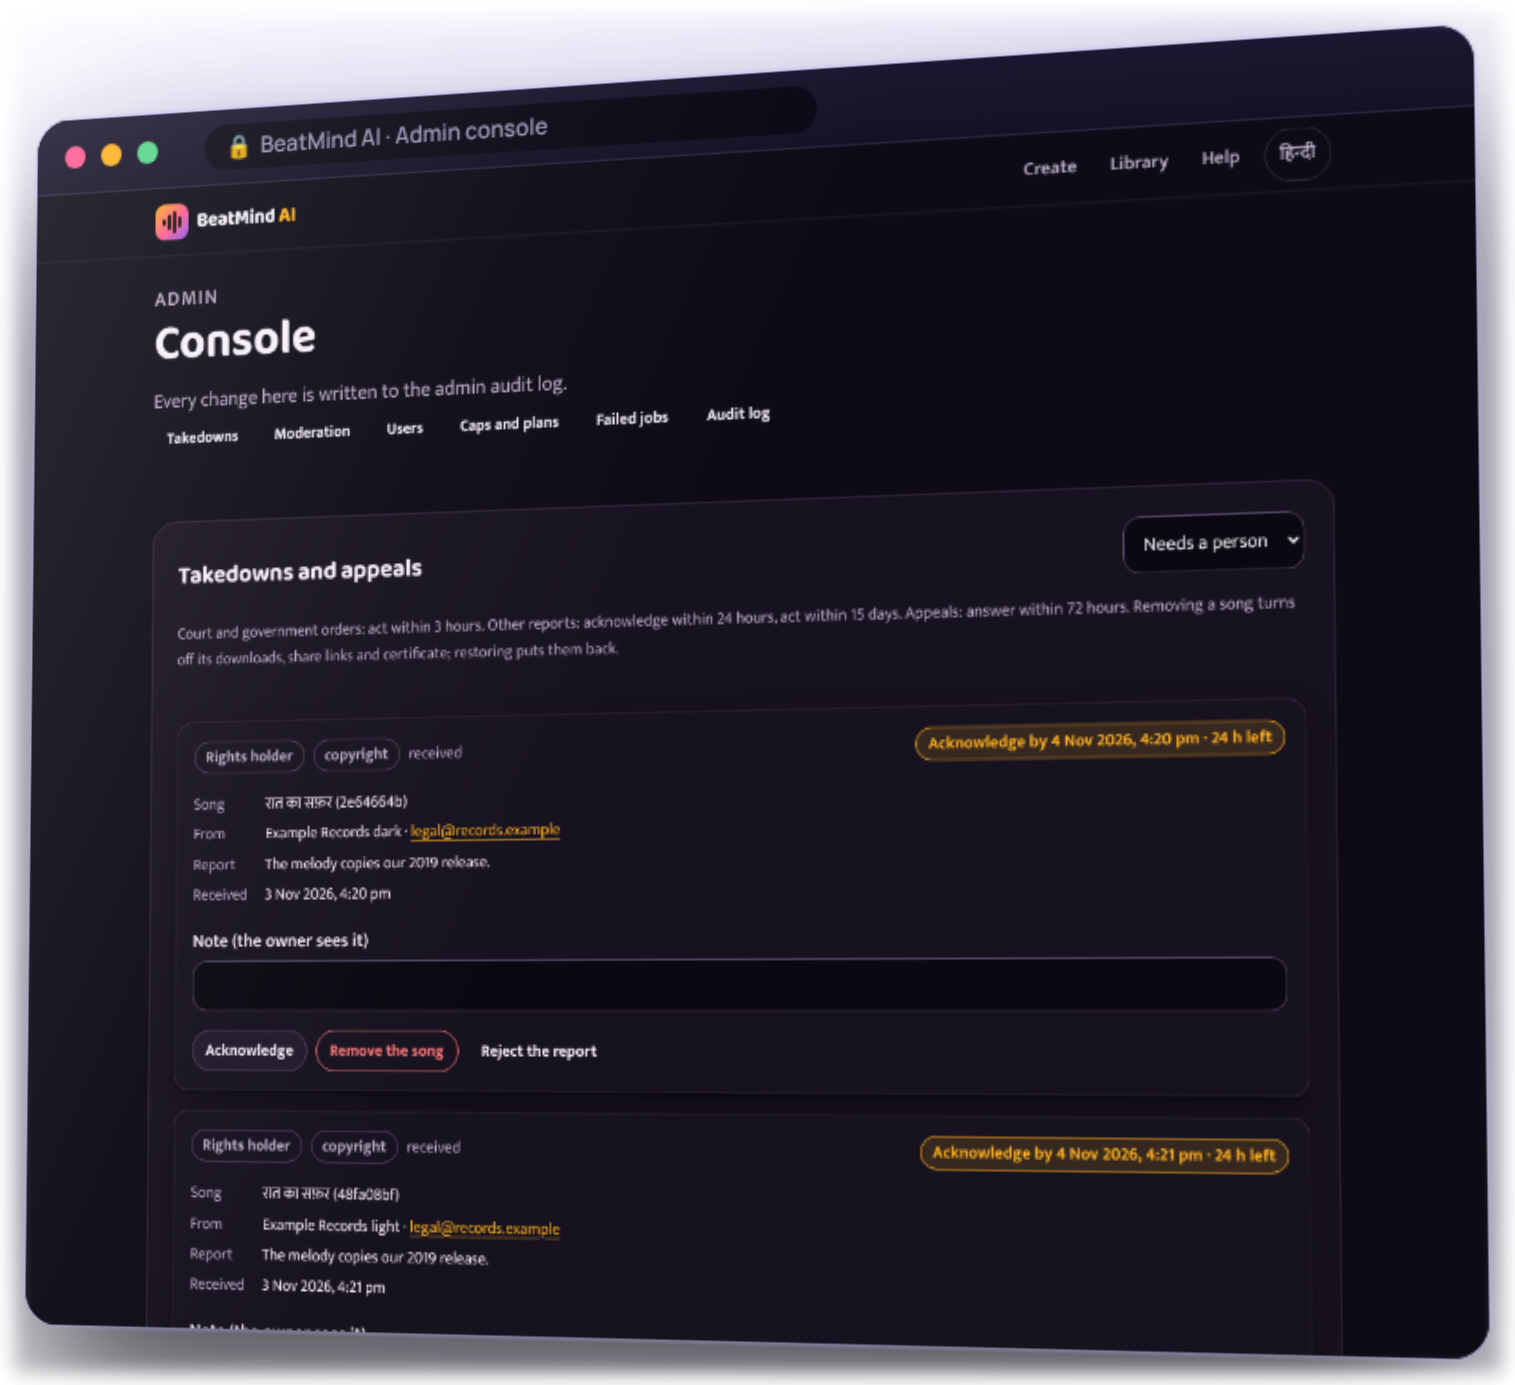 BeatMind AI · Admin console
BeatMind AI
Create Library Help हिन्दी
ADMIN
Console
Every change here is written to the admin audit log.
Takedowns Moderation Users Caps and plans Failed jobs Audit log
Takedowns and appeals
Needs a person
Court and government orders: act within 3 hours. Other reports: acknowledge within 24 hours, act within 15 days. Appeals: answer within 72 hours. Removing a song turns
off its downloads, share links and certificate; restoring puts them back.
Rights holder copyright received
Acknowledge by 4 Nov 2026, 4:20 pm · 24 h left
Song रात का सफ़र (2e64664b)
From Example Records dark · legal@records.example
Report The melody copies our 2019 release.
Received 3 Nov 2026, 4:20 pm
Note (the owner sees it)
Acknowledge Remove the song Reject the report
Rights holder copyright received
Acknowledge by 4 Nov 2026, 4:21 pm · 24 h left
Song रात का सफ़र (48fa08bf)
From Example Records light · legal@records.example
Report The melody copies our 2019 release.
Received 3 Nov 2026, 4:21 pm